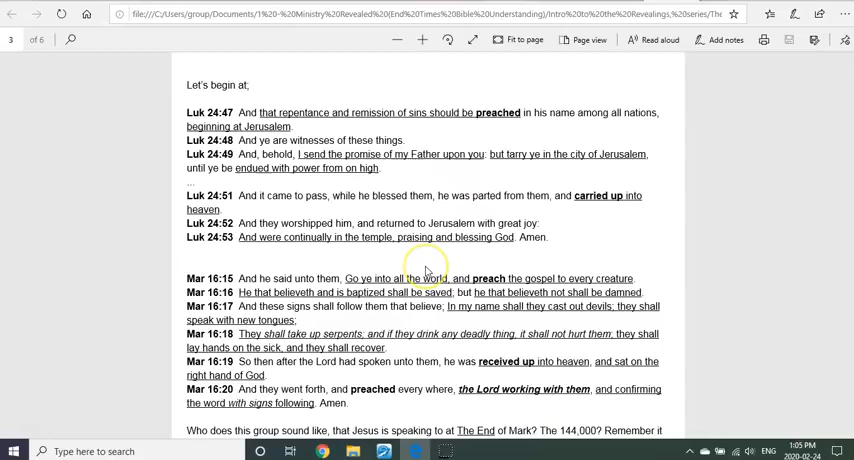 file:///C:/Users/group/Documents/1%20-%20Ministry%20Revealed%20(End%20Times%20Bible%20Understanding)/Intro%20to%20the%20Revealings,%20series/The
3 of 6 Fit to page Page view Read aloud Add notes
Let's begin at;
Luk 24:47 And that repentance and remission of sins should be preached in his name among all nations,
beginning at Jerusalem.
Luk 24:48 And ye are witnesses of these things.
Luk 24:49 And, behold, I send the promise of my Father upon you: but tarry ye in the city of Jerusalem,
until ye be endued with power from on high.
...
Luk 24:51 And it came to pass, while he blessed them, he was parted from them, and carried up into
heaven.
Luk 24:52 And they worshipped him, and returned to Jerusalem with great joy:
Luk 24:53 And were continually in the temple, praising and blessing God. Amen.
Mar 16:15 And he said unto them, Go ye into all the world, and preach the gospel to every creature.
Mar 16:16 He that believeth and is baptized shall be saved; but he that believeth not shall be damned.
Mar 16:17 And these signs shall follow them that believe; In my name shall they cast out devils; they shall
speak with new tongues;
Mar 16:18 They shall take up serpents; and if they drink any deadly thing, it shall not hurt them; they shall
lay hands on the sick, and they shall recover.
Mar 16:19 So then after the Lord had spoken unto them, he was received up into heaven, and sat on the
right hand of God.
Mar 16:20 And they went forth, and preached every where, the Lord working with them, and confirming
the word with signs following. Amen.
Who does this group sound like, that Jesus is speaking to at The End of Mark? The 144,000? Remember it
Type here to search
ENG
1:05 PM
2020-02-24